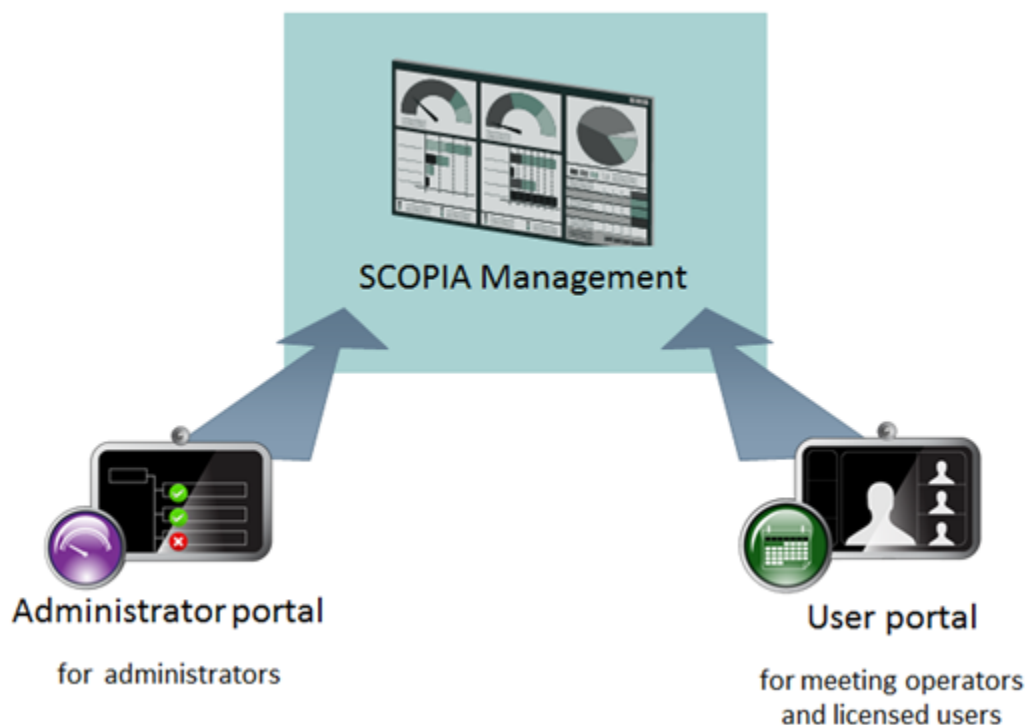 SCOPIA Management
Administrator portal
for administrators
User portal
for meeting operators
and licensed users